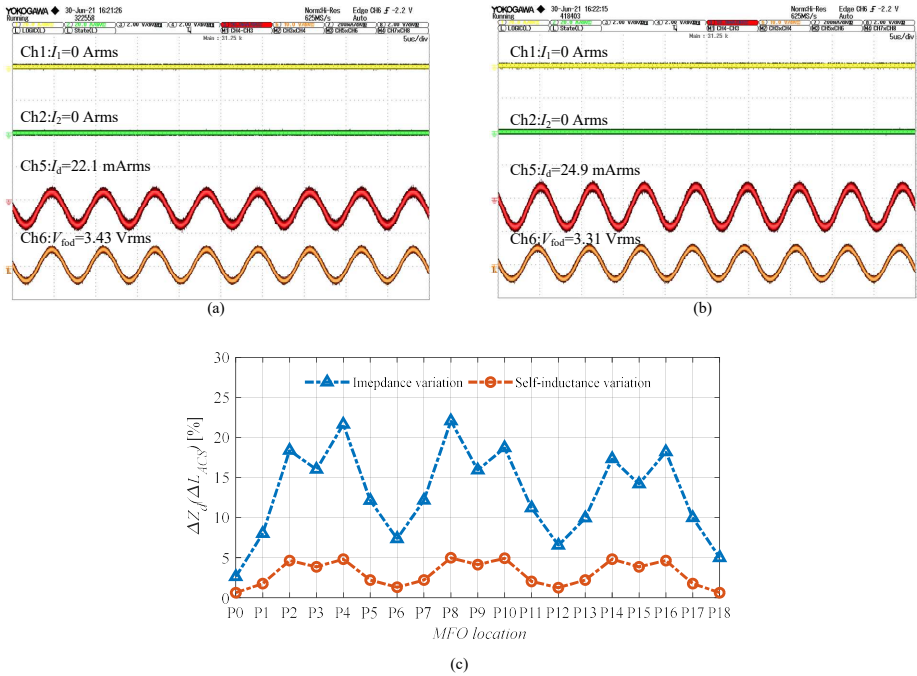 YOKOGAWA ◆ 30-Jun-21 16:21:26
Running 322558
Norm:Hi-Res Edge CH6 -2.2 V
625MS/s Auto
Main : 31.25 k 5us/div
Ch1:I1=0 Arms
Ch2:I2=0 Arms
Ch5:Id=22.1 mArms
Ch6:Vfod=3.43 Vrms
(a)
YOKOGAWA ◆ 30-Jun-21 16:22:15
Running 418403
Norm:Hi-Res Edge CH6 -2.2 V
625MS/s Auto
Main : 31.25 k 5us/div
Ch1:I1=0 Arms
Ch2:I2=0 Arms
Ch5:Id=24.9 mArms
Ch6:Vfod=3.31 Vrms
(b)
Imepdance variation Self-inductance variation
ΔZd(ΔLACS) [%]
30
25
20
15
10
5
0
P0 P1 P2 P3 P4 P5 P6 P7 P8 P9 P10 P11 P12 P13 P14 P15 P16 P17 P18
MFO location
(c)